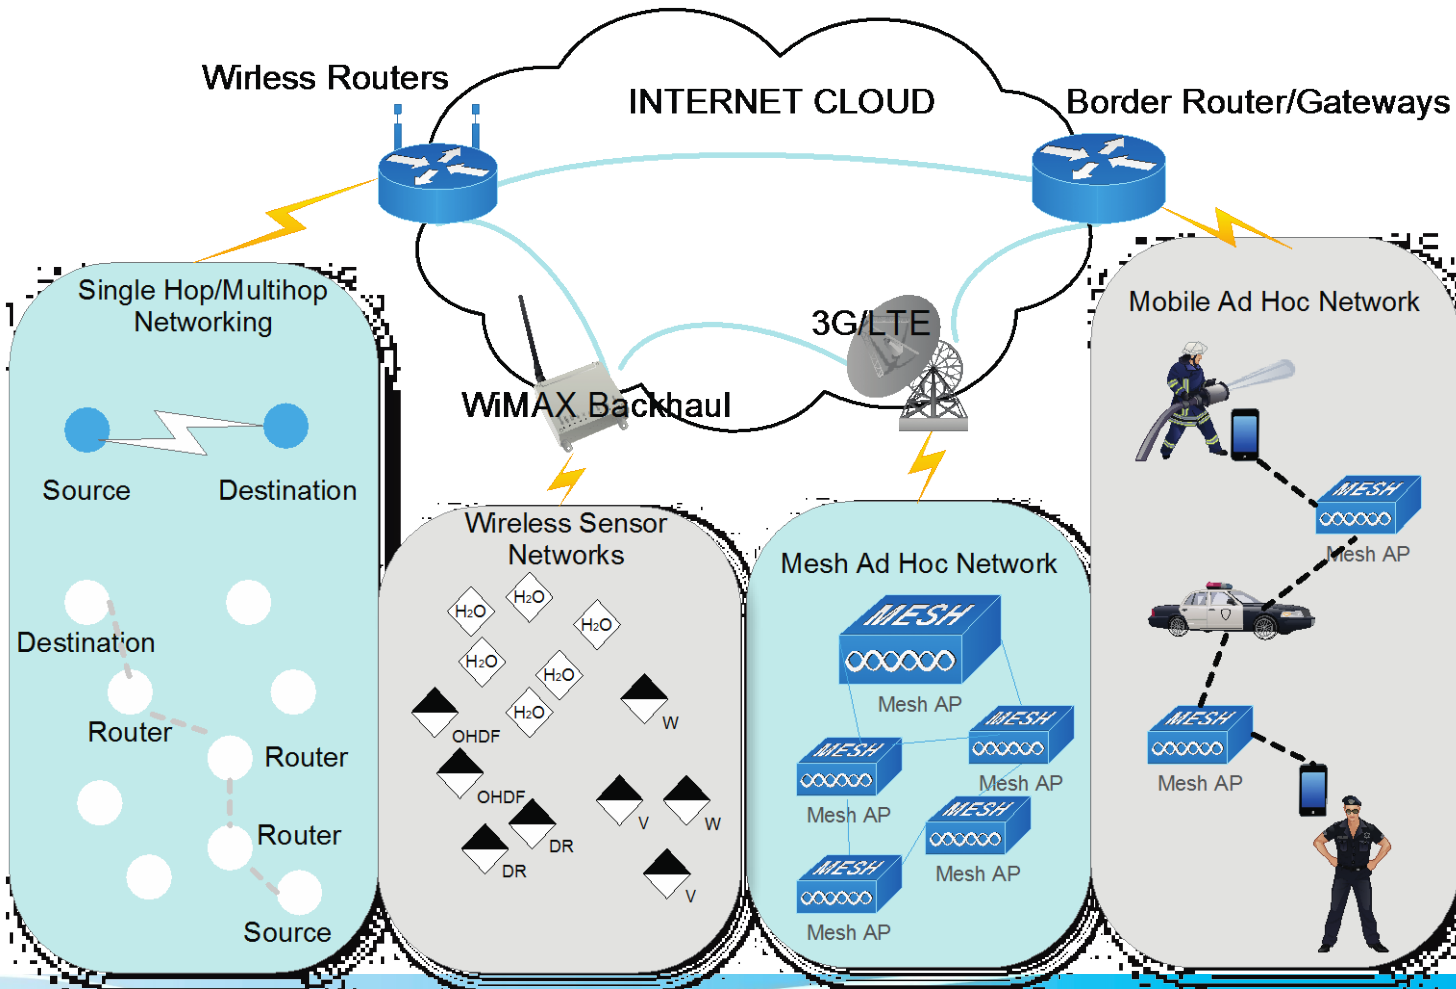 Wirless Routers
INTERNET CLOUD
Border Router/Gateways
3G/LTE
WiMAX Backhaul
Single Hop/Multihop
Networking
Source
Destination
Destination
Router
Router
Router
Source
Wireless Sensor
Networks
H2O
H2O
H2O
H2O
H2O
H2O
OHDF
W
OHDF
V
W
DR
DR
V
Mesh Ad Hoc Network
MESH
Mesh AP
MESH
Mesh AP
MESH
Mesh AP
MESH
Mesh AP
MESH
Mesh AP
Mobile Ad Hoc Network
MESH
Mesh AP
MESH
Mesh AP